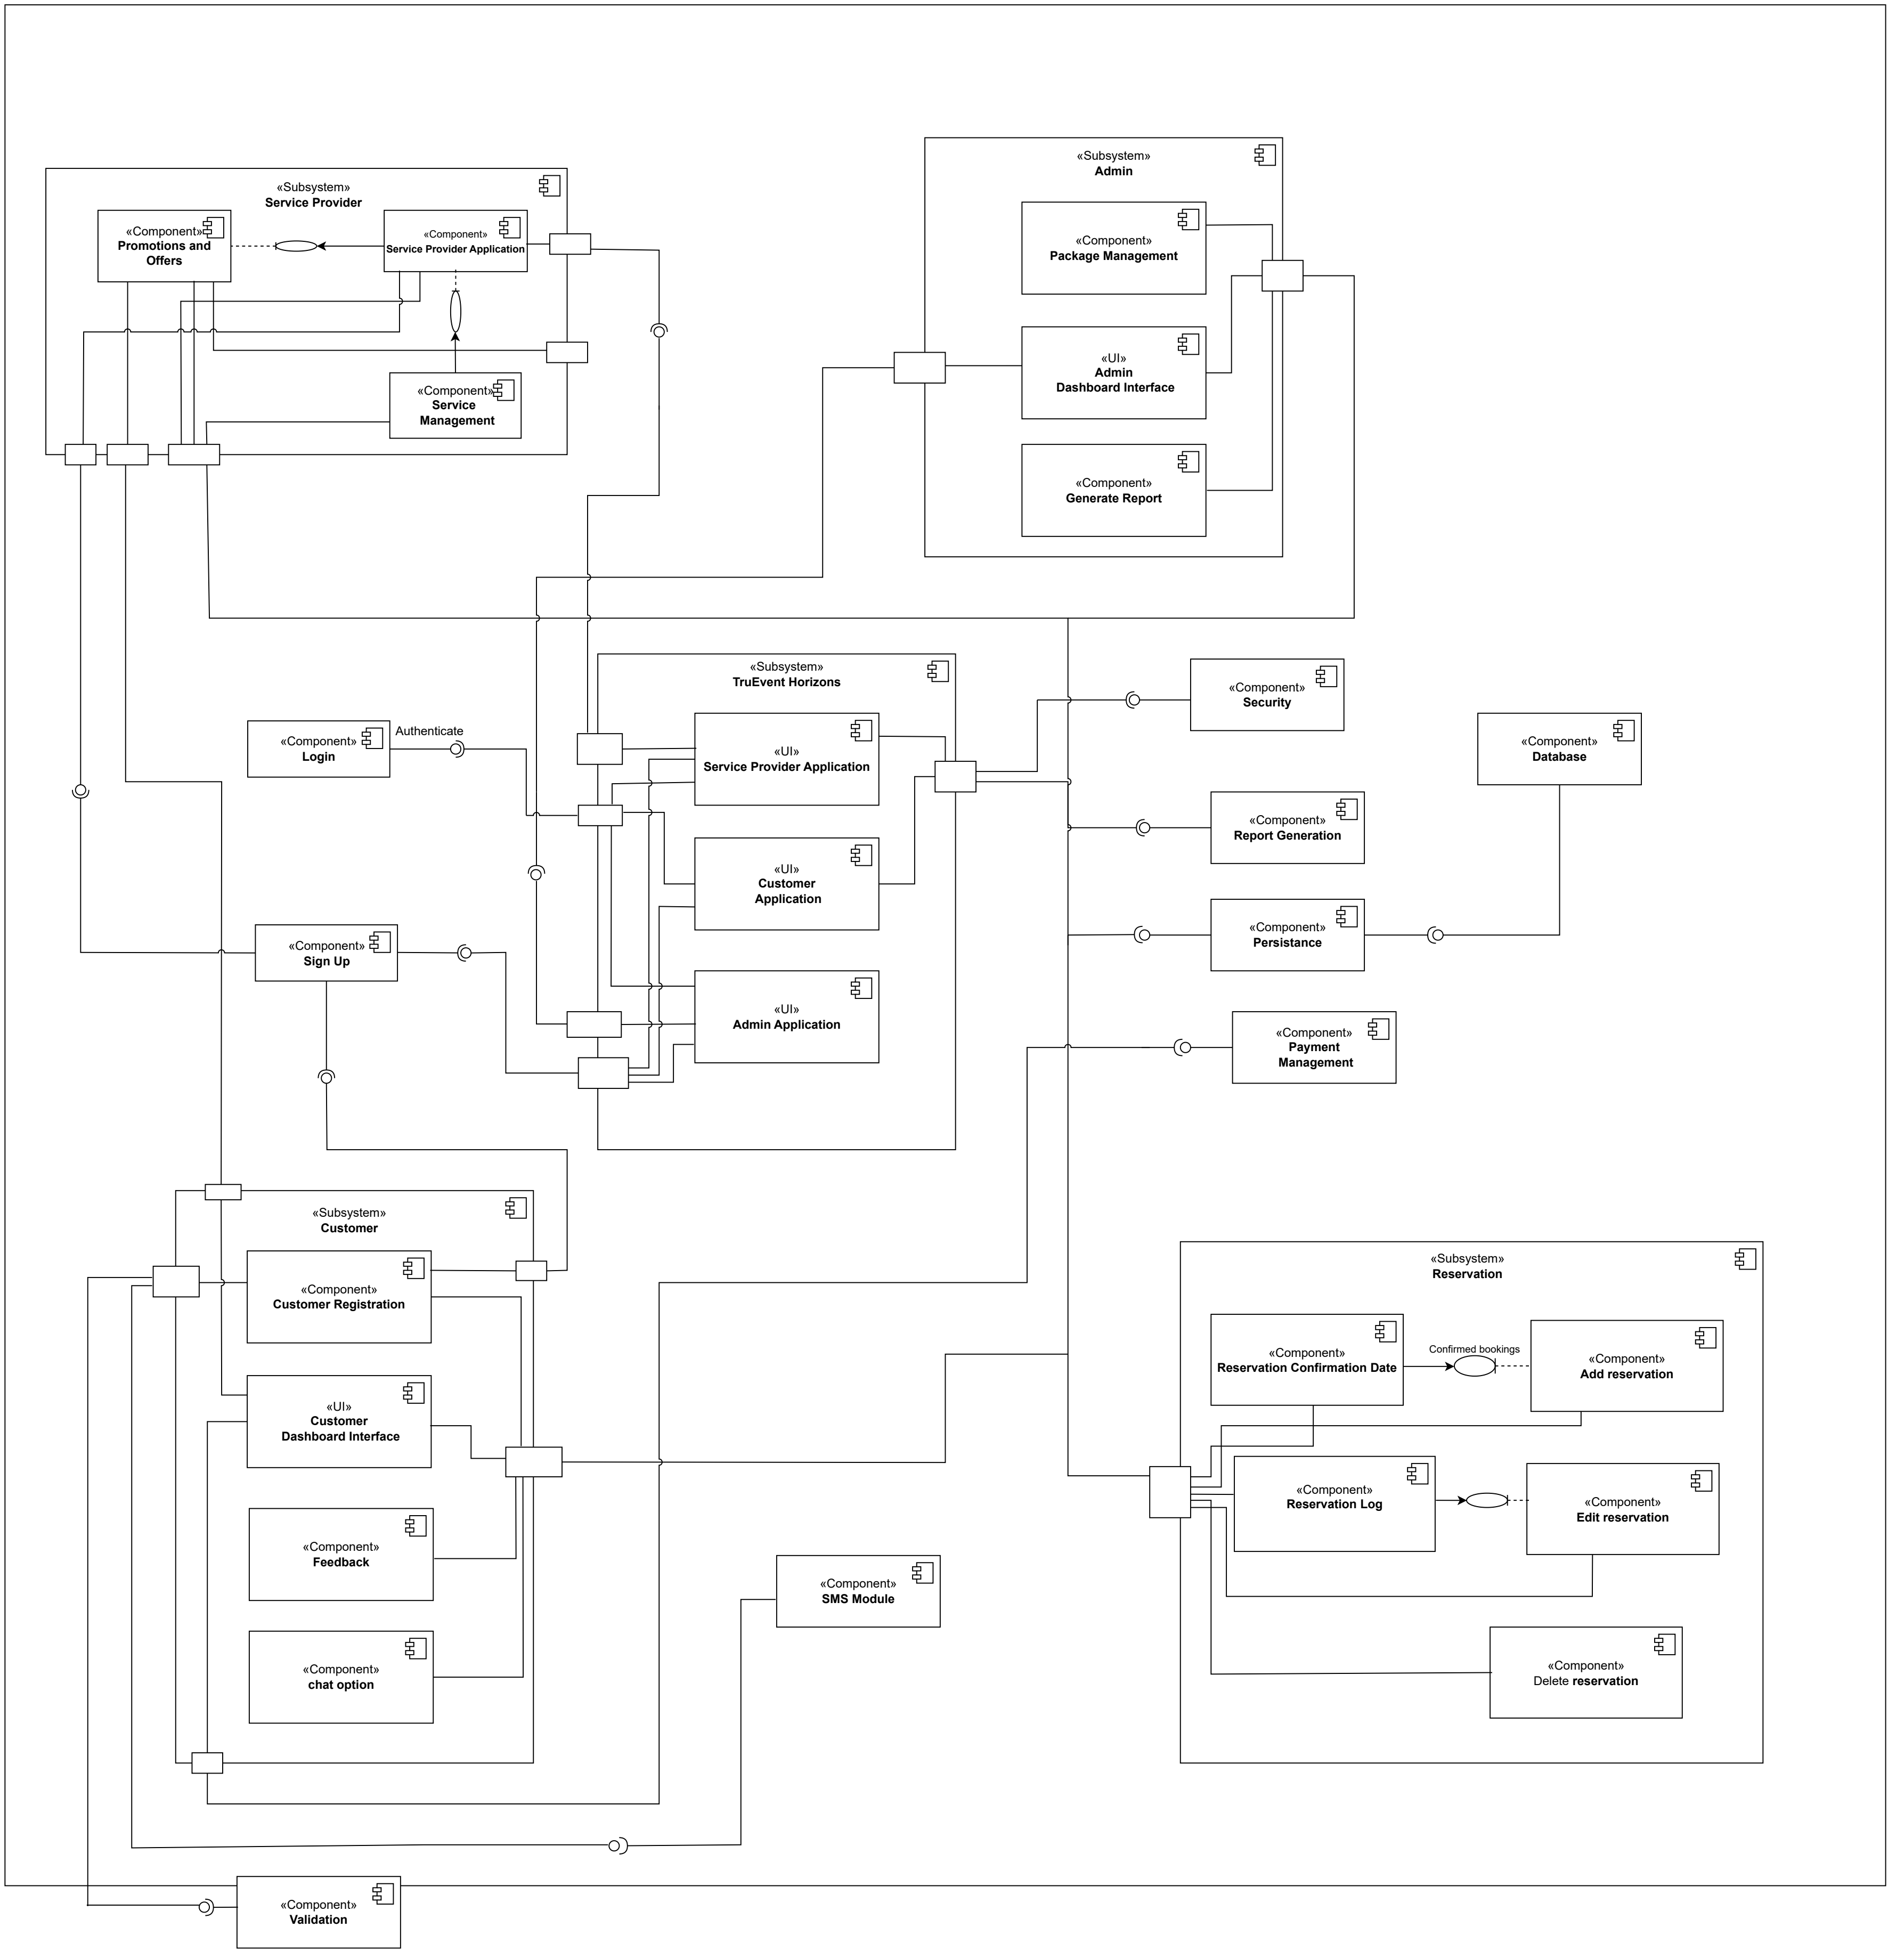 «Subsystem»
Service Provider
«Component»
Promotions and
Offers
«Component»
Service Provider Application
«Component»
Service
Management
«Subsystem»
Admin
«Component»
Package Management
«UI»
Admin
Dashboard Interface
«Component»
Generate Report
«Subsystem»
TruEvent Horizons
«UI»
Service Provider Application
«UI»
Customer
Application
«UI»
Admin Application
«Component»
Login
Authenticate
«Component»
Sign Up
«Component»
Security
«Component»
Database
«Component»
Report Generation
«Component»
Persistance
«Component»
Payment
Management
«Subsystem»
Customer
«Component»
Customer Registration
«UI»
Customer
Dashboard Interface
«Component»
Feedback
«Component»
chat option
«Subsystem»
Reservation
«Component»
Reservation Confirmation Date
Confirmed bookings
«Component»
Add reservation
«Component»
Reservation Log
«Component»
Edit reservation
«Component»
Delete reservation
«Component»
SMS Module
«Component»
Validation